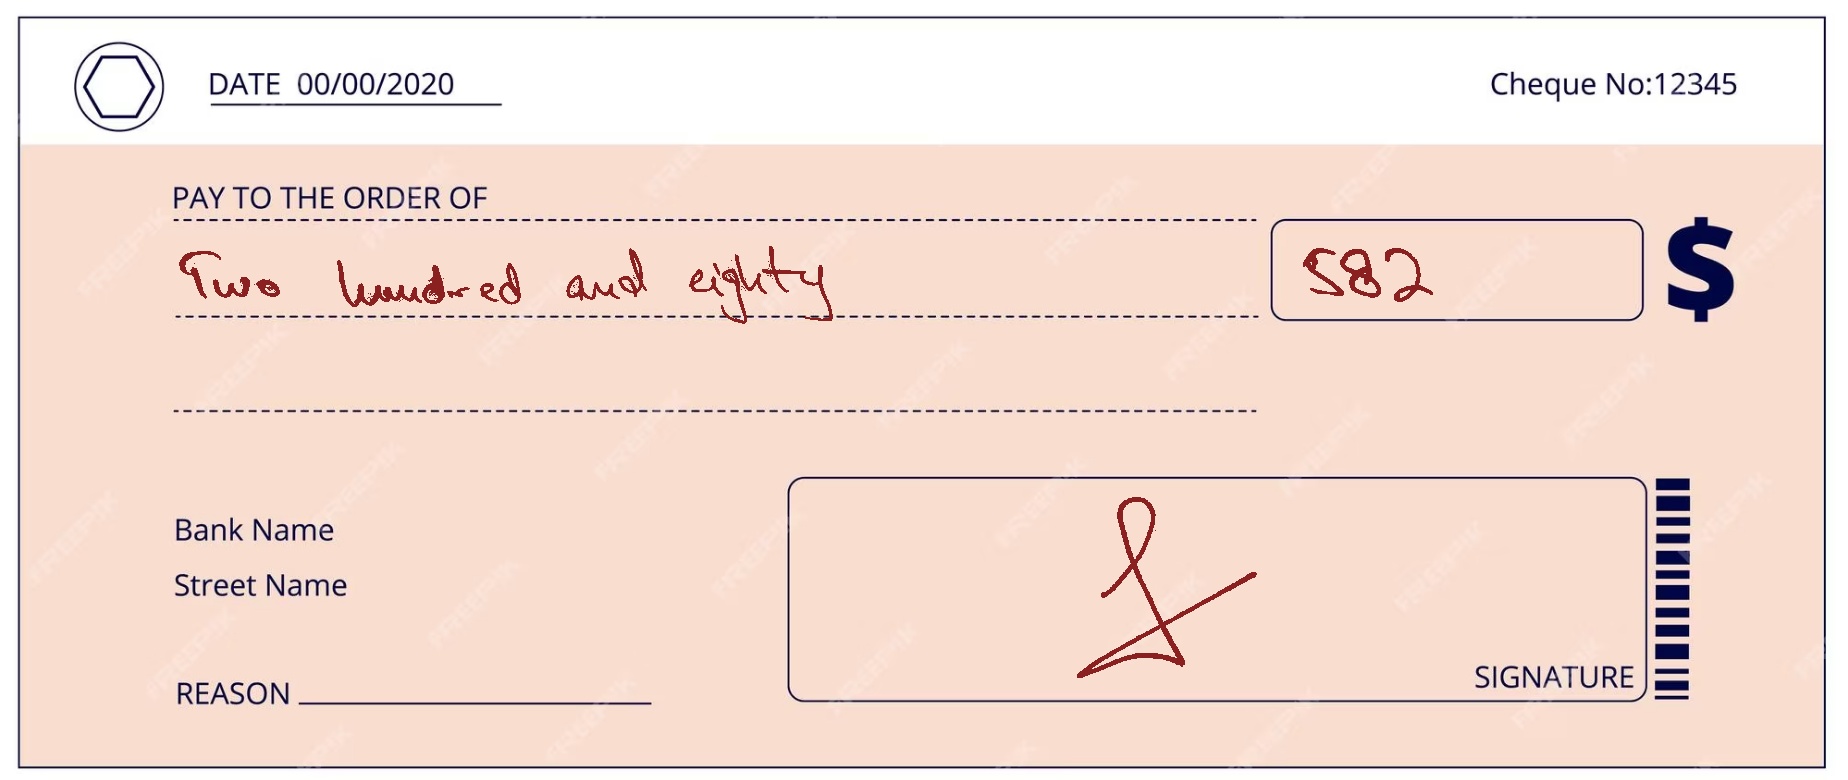 DATE 00/00/2020 Cheque No:12345
PAY TO THE ORDER OF
Two hundred and eighty 582 $
Bank Name
Street Name
SIGNATURE
REASON